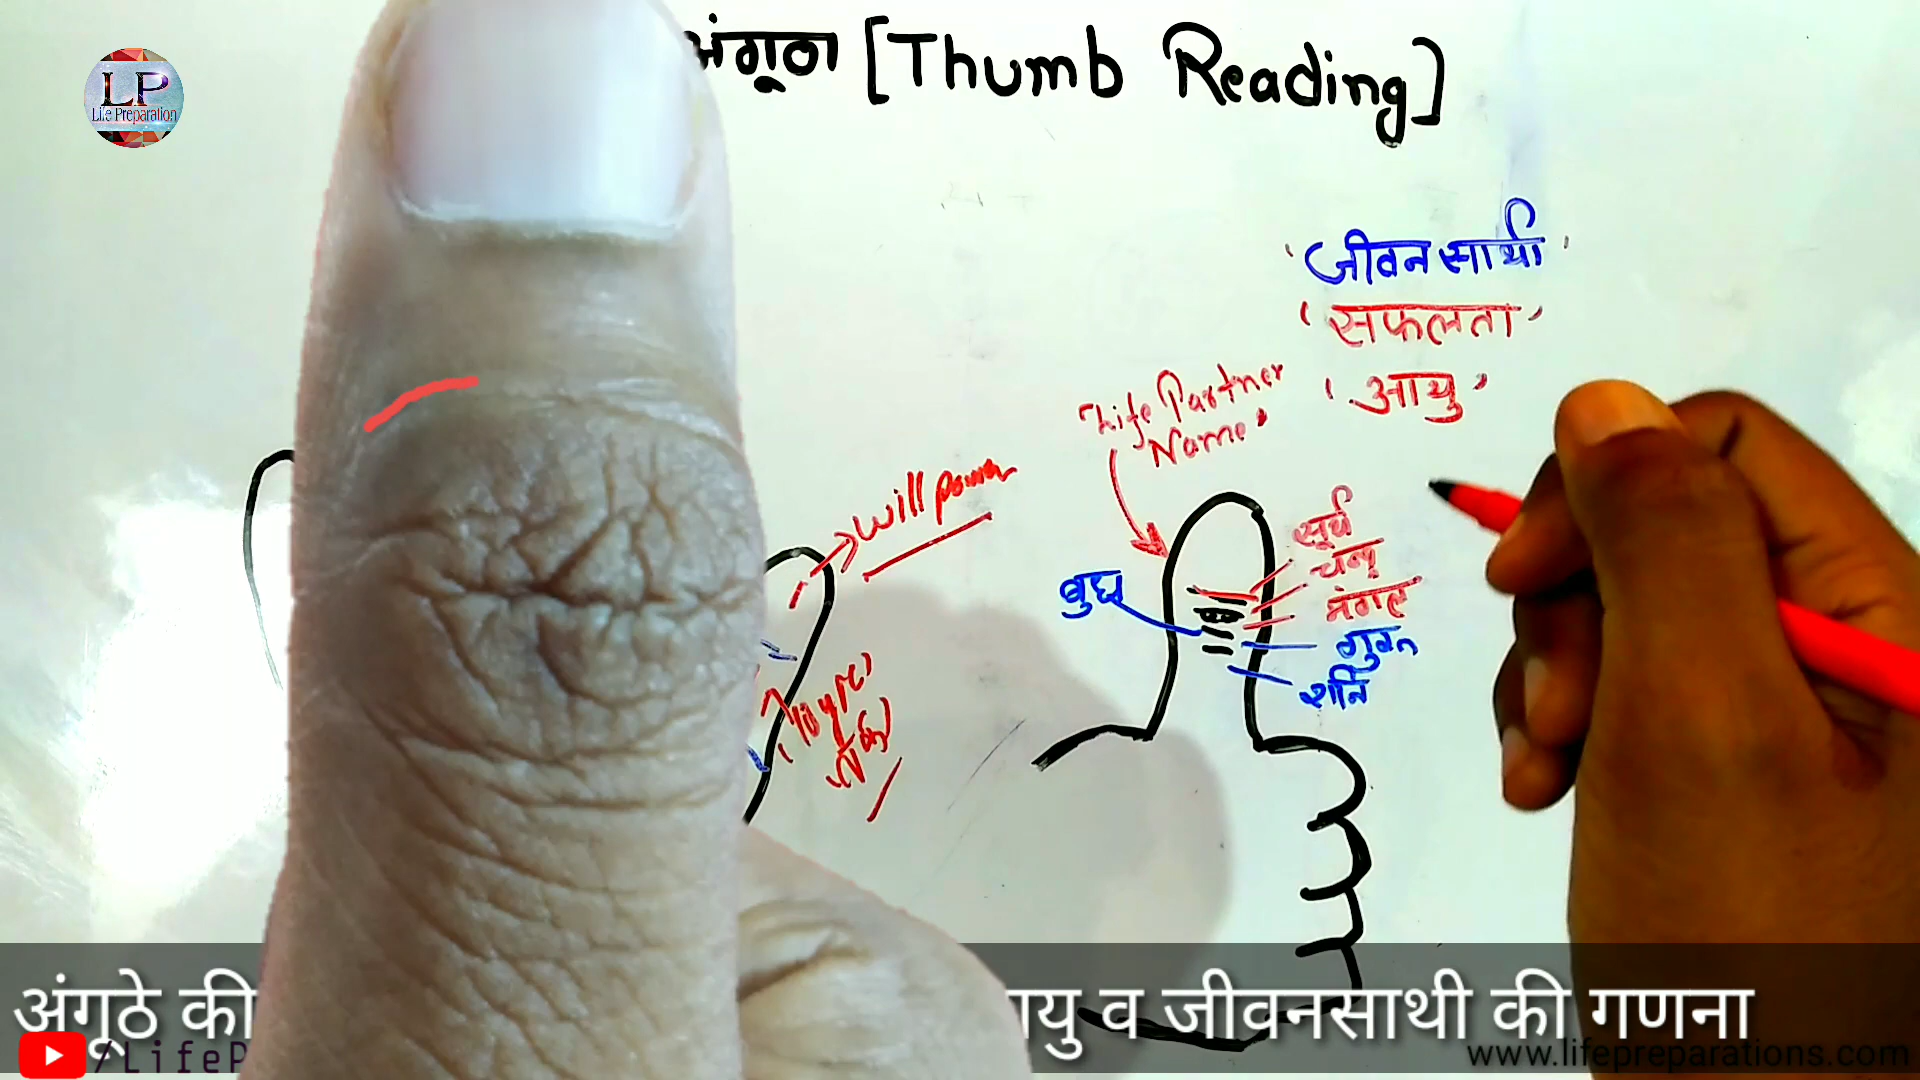 LP
Life Preparation
अंगूठा [Thumb Reading]
'जीवनसाथी'
'सफलता'
'आयु'
Life Partner
Name
will power
सूर्य
चन्द्र
मंगल
बुध
गुरु
शनि
अंगूठे की
यु व जीवनसाथी की गणना
/LifeP
www.lifepreparations.com